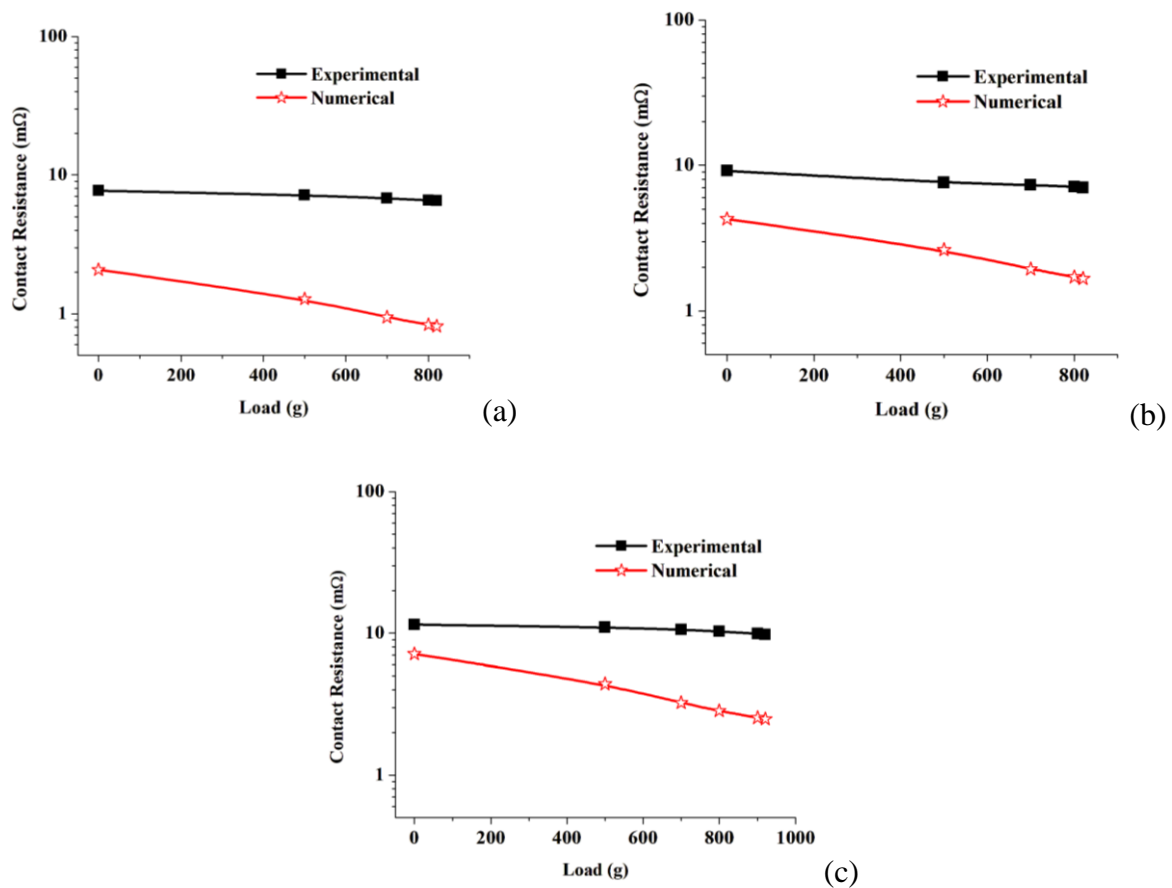 100
10
1
Contact Resistance (mΩ)
Experimental
Numerical
0 200 400 600 800
Load (g)
(a)
100
10
1
Contact Resistance (mΩ)
Experimental
Numerical
0 200 400 600 800
Load (g)
(b)
100
10
1
Contact Resistance (mΩ)
Experimental
Numerical
0 200 400 600 800 1000
Load (g)
(c)